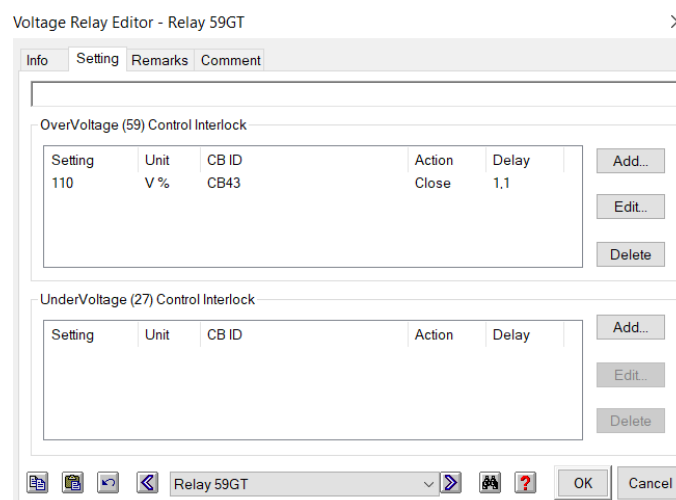 Voltage Relay Editor - Relay 59GT
Info Setting Remarks Comment
OverVoltage (59) Control Interlock
Setting Unit CB ID Action Delay
110 V % CB43 Close 1,1
Add...
Edit...
Delete
UnderVoltage (27) Control Interlock
Setting Unit CB ID Action Delay
Add...
Edit...
Delete
Relay 59GT
? OK Cancel